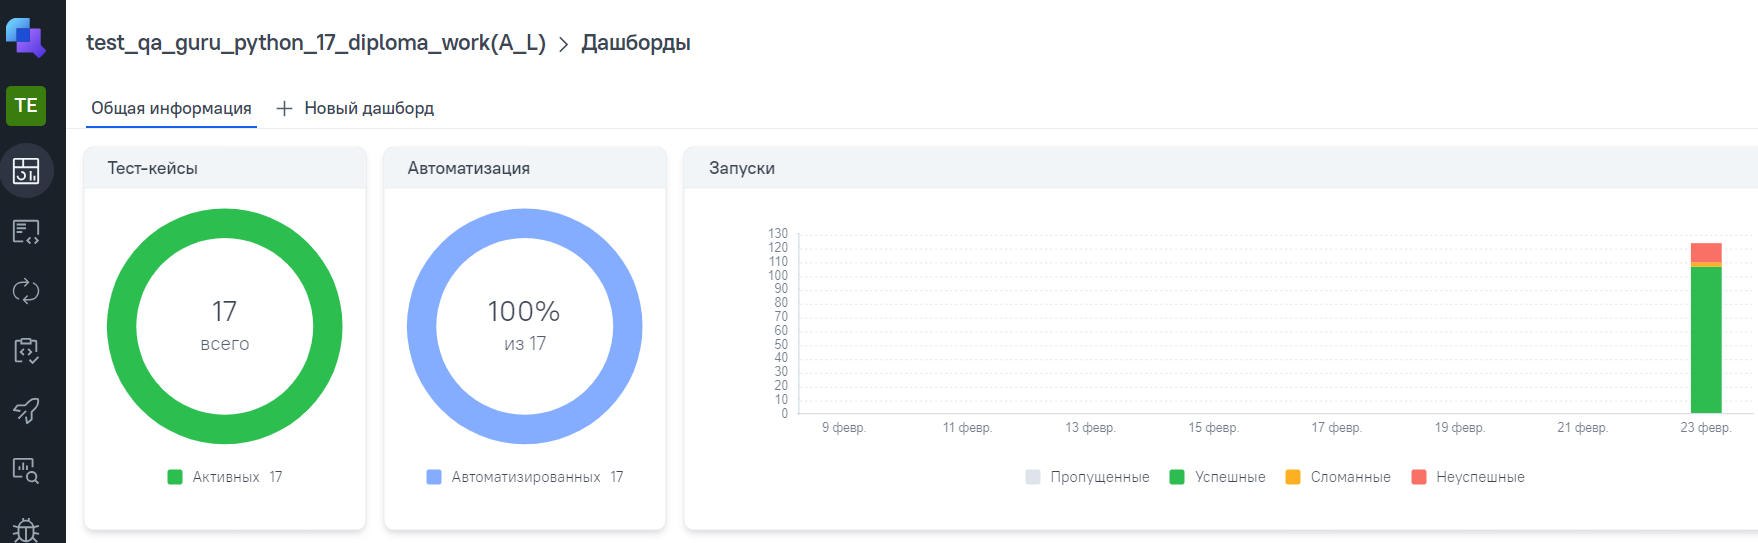 test_qa_guru_python_17_diploma_work(A_L) > Дашборды
TE
Общая информация + Новый дашборд
Тест-кейсы
17
всего
Активных 17
Автоматизация
100%
из 17
Автоматизированных 17
Запуски
130
120
110
100
90
80
70
60
50
40
30
20
10
0
9 февр. 11 февр. 13 февр. 15 февр. 17 февр. 19 февр. 21 февр. 23 февр.
Пропущенные Успешные Сломанные Неуспешные